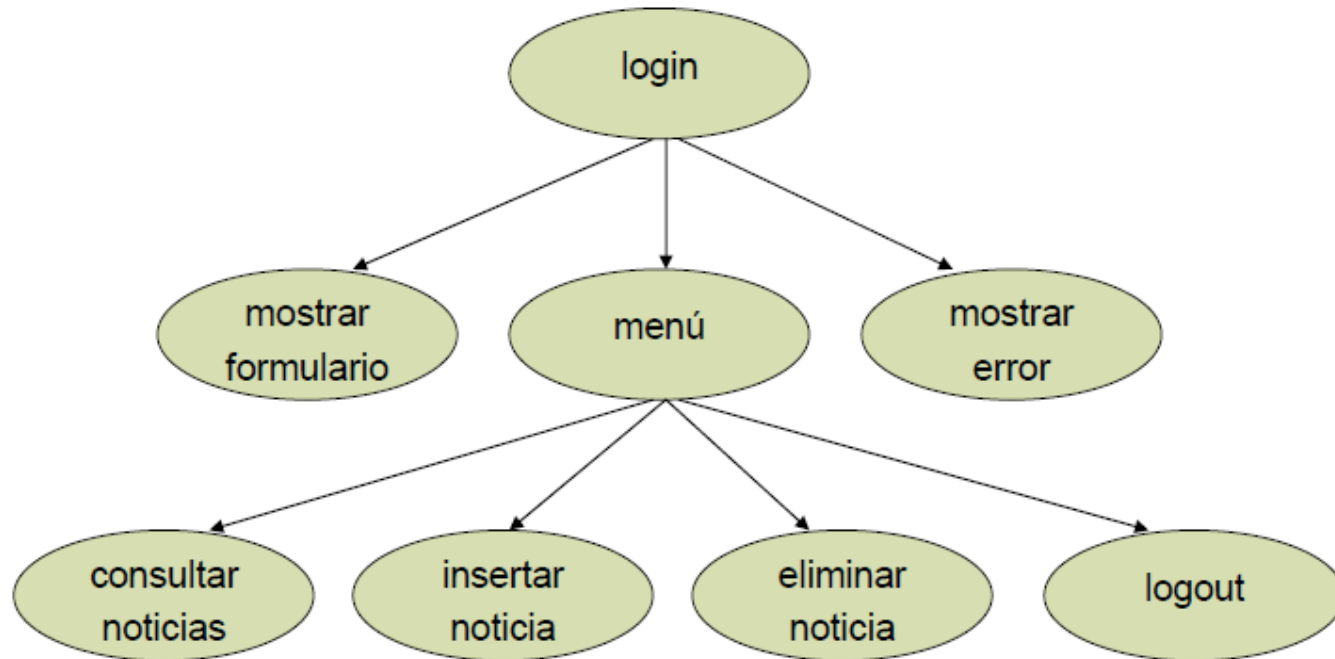 login
mostrar
formulario
menú
mostrar
error
consultar
noticias
insertar
noticia
eliminar
noticia
logout